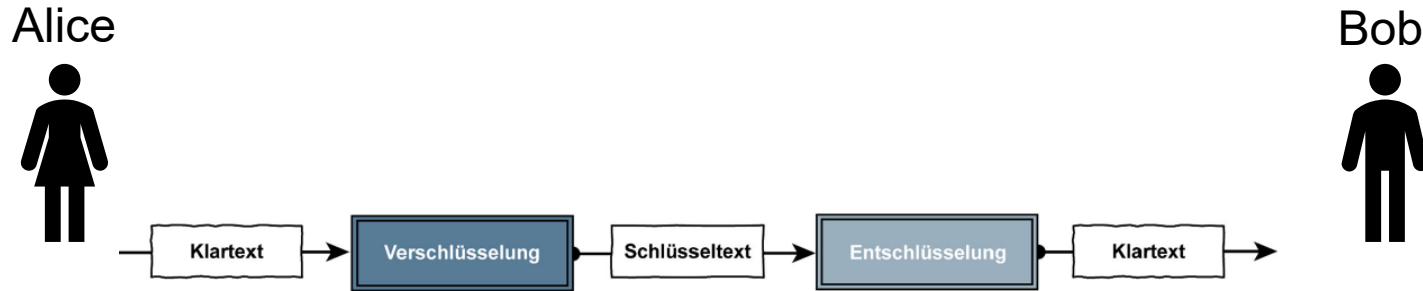 Alice
Bob
Klartext
Verschlüsselung
Schlüsseltext
Entschlüsselung
Klartext